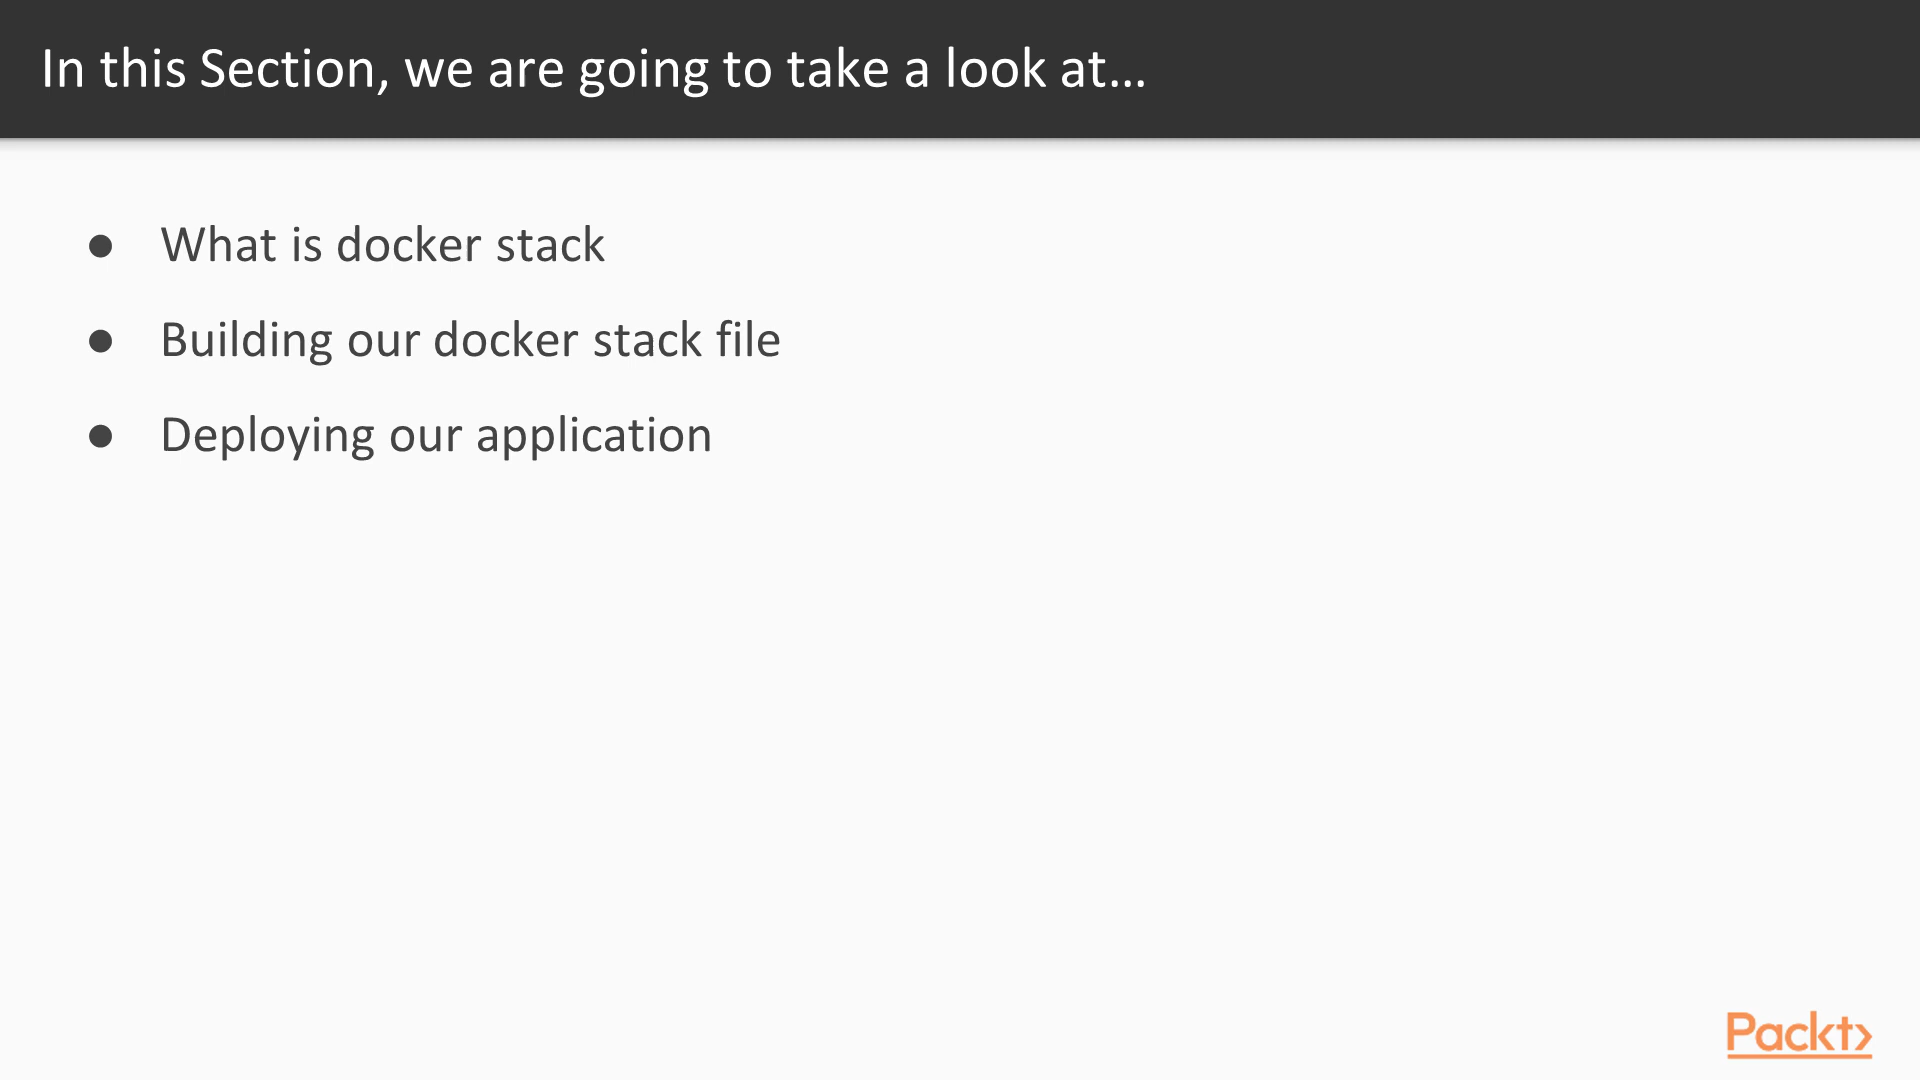 In this Section, we are going to take a look at…
● What is docker stack
● Building our docker stack file
● Deploying our application
Packt>